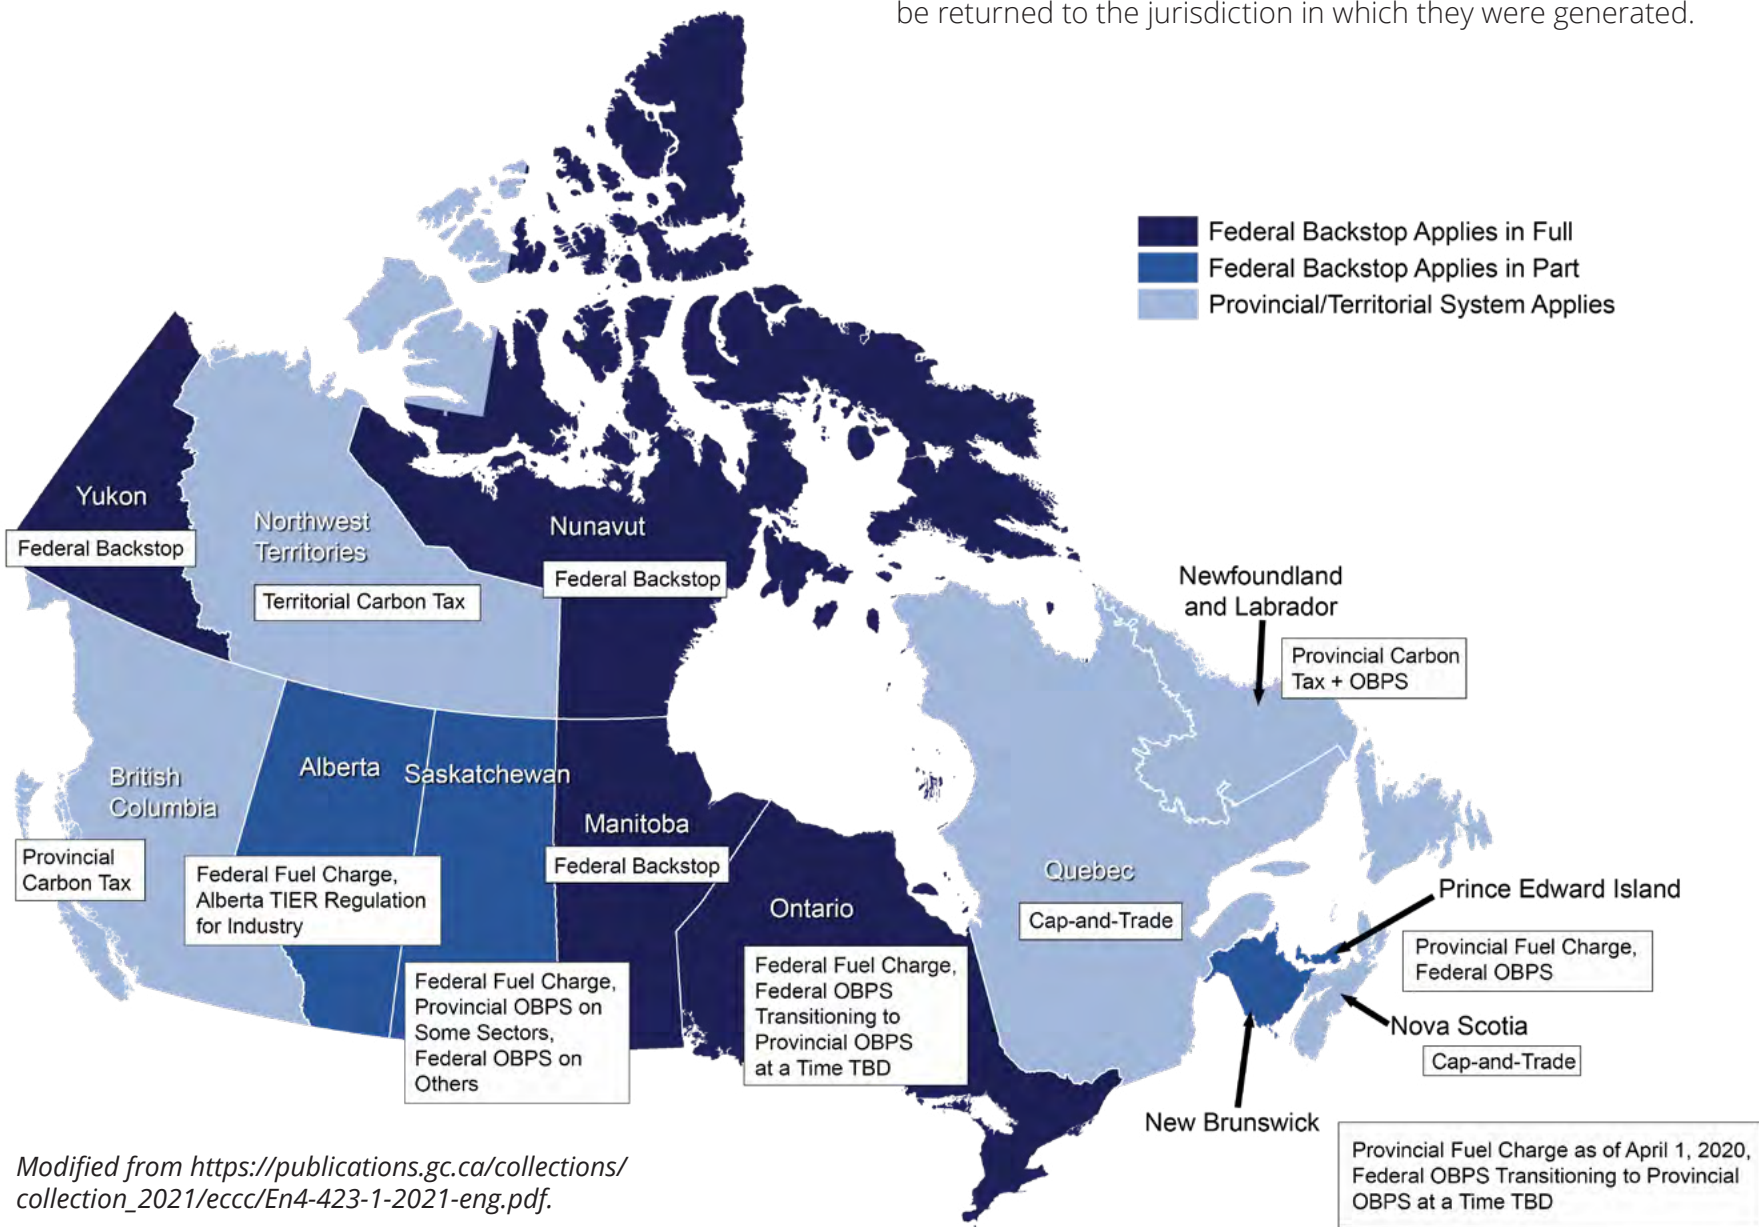 be returned to the jurisdiction in which they were generated.
Federal Backstop Applies in Full
Federal Backstop Applies in Part
Provincial/Territorial System Applies
Yukon
Federal Backstop
Northwest
Territories
Territorial Carbon Tax
Nunavut
Federal Backstop
Newfoundland
and Labrador
Provincial Carbon
Tax + OBPS
British
Columbia
Provincial
Carbon Tax
Alberta
Federal Fuel Charge,
Alberta TIER Regulation
for Industry
Saskatchewan
Federal Fuel Charge,
Provincial OBPS on
Some Sectors,
Federal OBPS on
Others
Manitoba
Federal Backstop
Ontario
Federal Fuel Charge,
Federal OBPS
Transitioning to
Provincial OBPS
at a Time TBD
Quebec
Cap-and-Trade
Prince Edward Island
Provincial Fuel Charge,
Federal OBPS
Nova Scotia
Cap-and-Trade
New Brunswick
Provincial Fuel Charge as of April 1, 2020,
Federal OBPS Transitioning to Provincial
OBPS at a Time TBD
Modified from https://publications.gc.ca/collections/
collection_2021/eccc/En4-423-1-2021-eng.pdf.